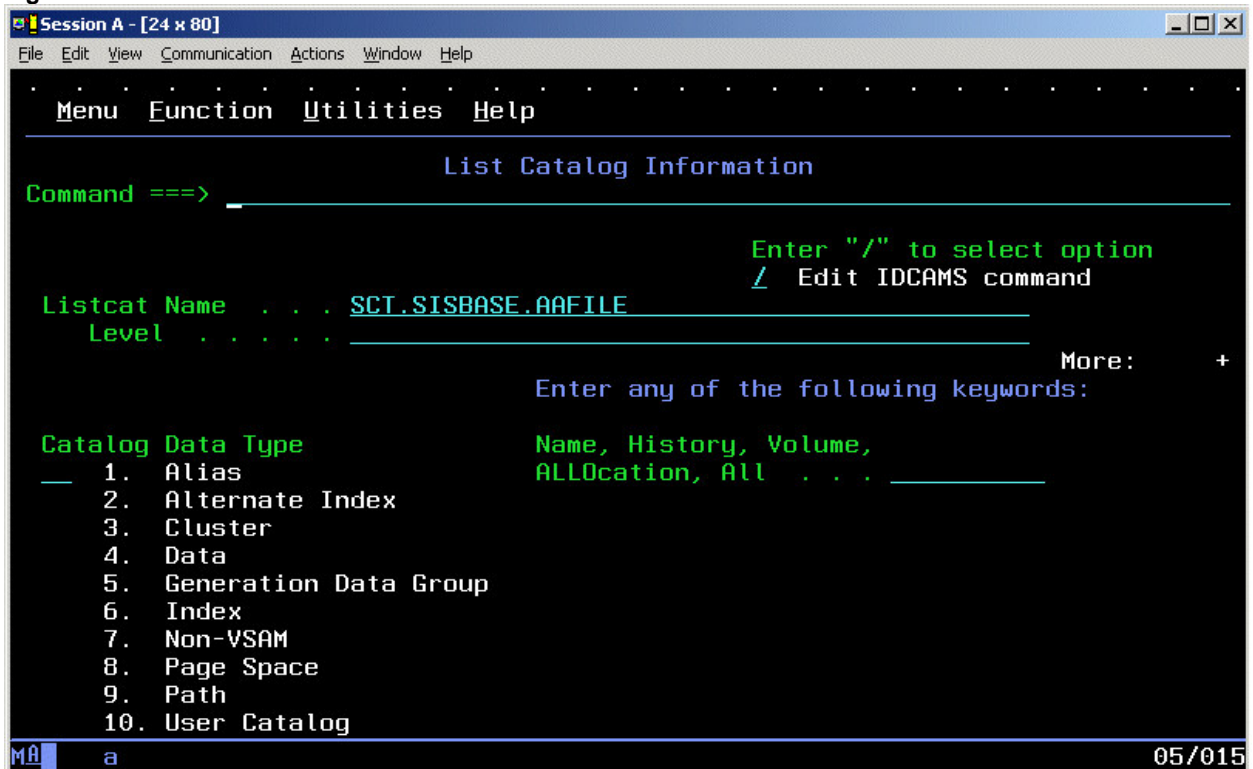 Session A - [24 x 80]
File Edit View Communication Actions Window Help
. . . . . . . . . . . . . . . . . . . . . . . . . . .
Menu Function Utilities Help
List Catalog Information
Command ===> _
Enter "/" to select option
/ Edit IDCAMS command
Listcat Name . . . SCT.SISBASE.AAFILE
Level . . . . .
More: +
Enter any of the following keywords:
Catalog Data Type Name, History, Volume,
__ 1. Alias ALLOcation, All . . . __________
2. Alternate Index
3. Cluster
4. Data
5. Generation Data Group
6. Index
7. Non-VSAM
8. Page Space
9. Path
10. User Catalog
MA a 05/015